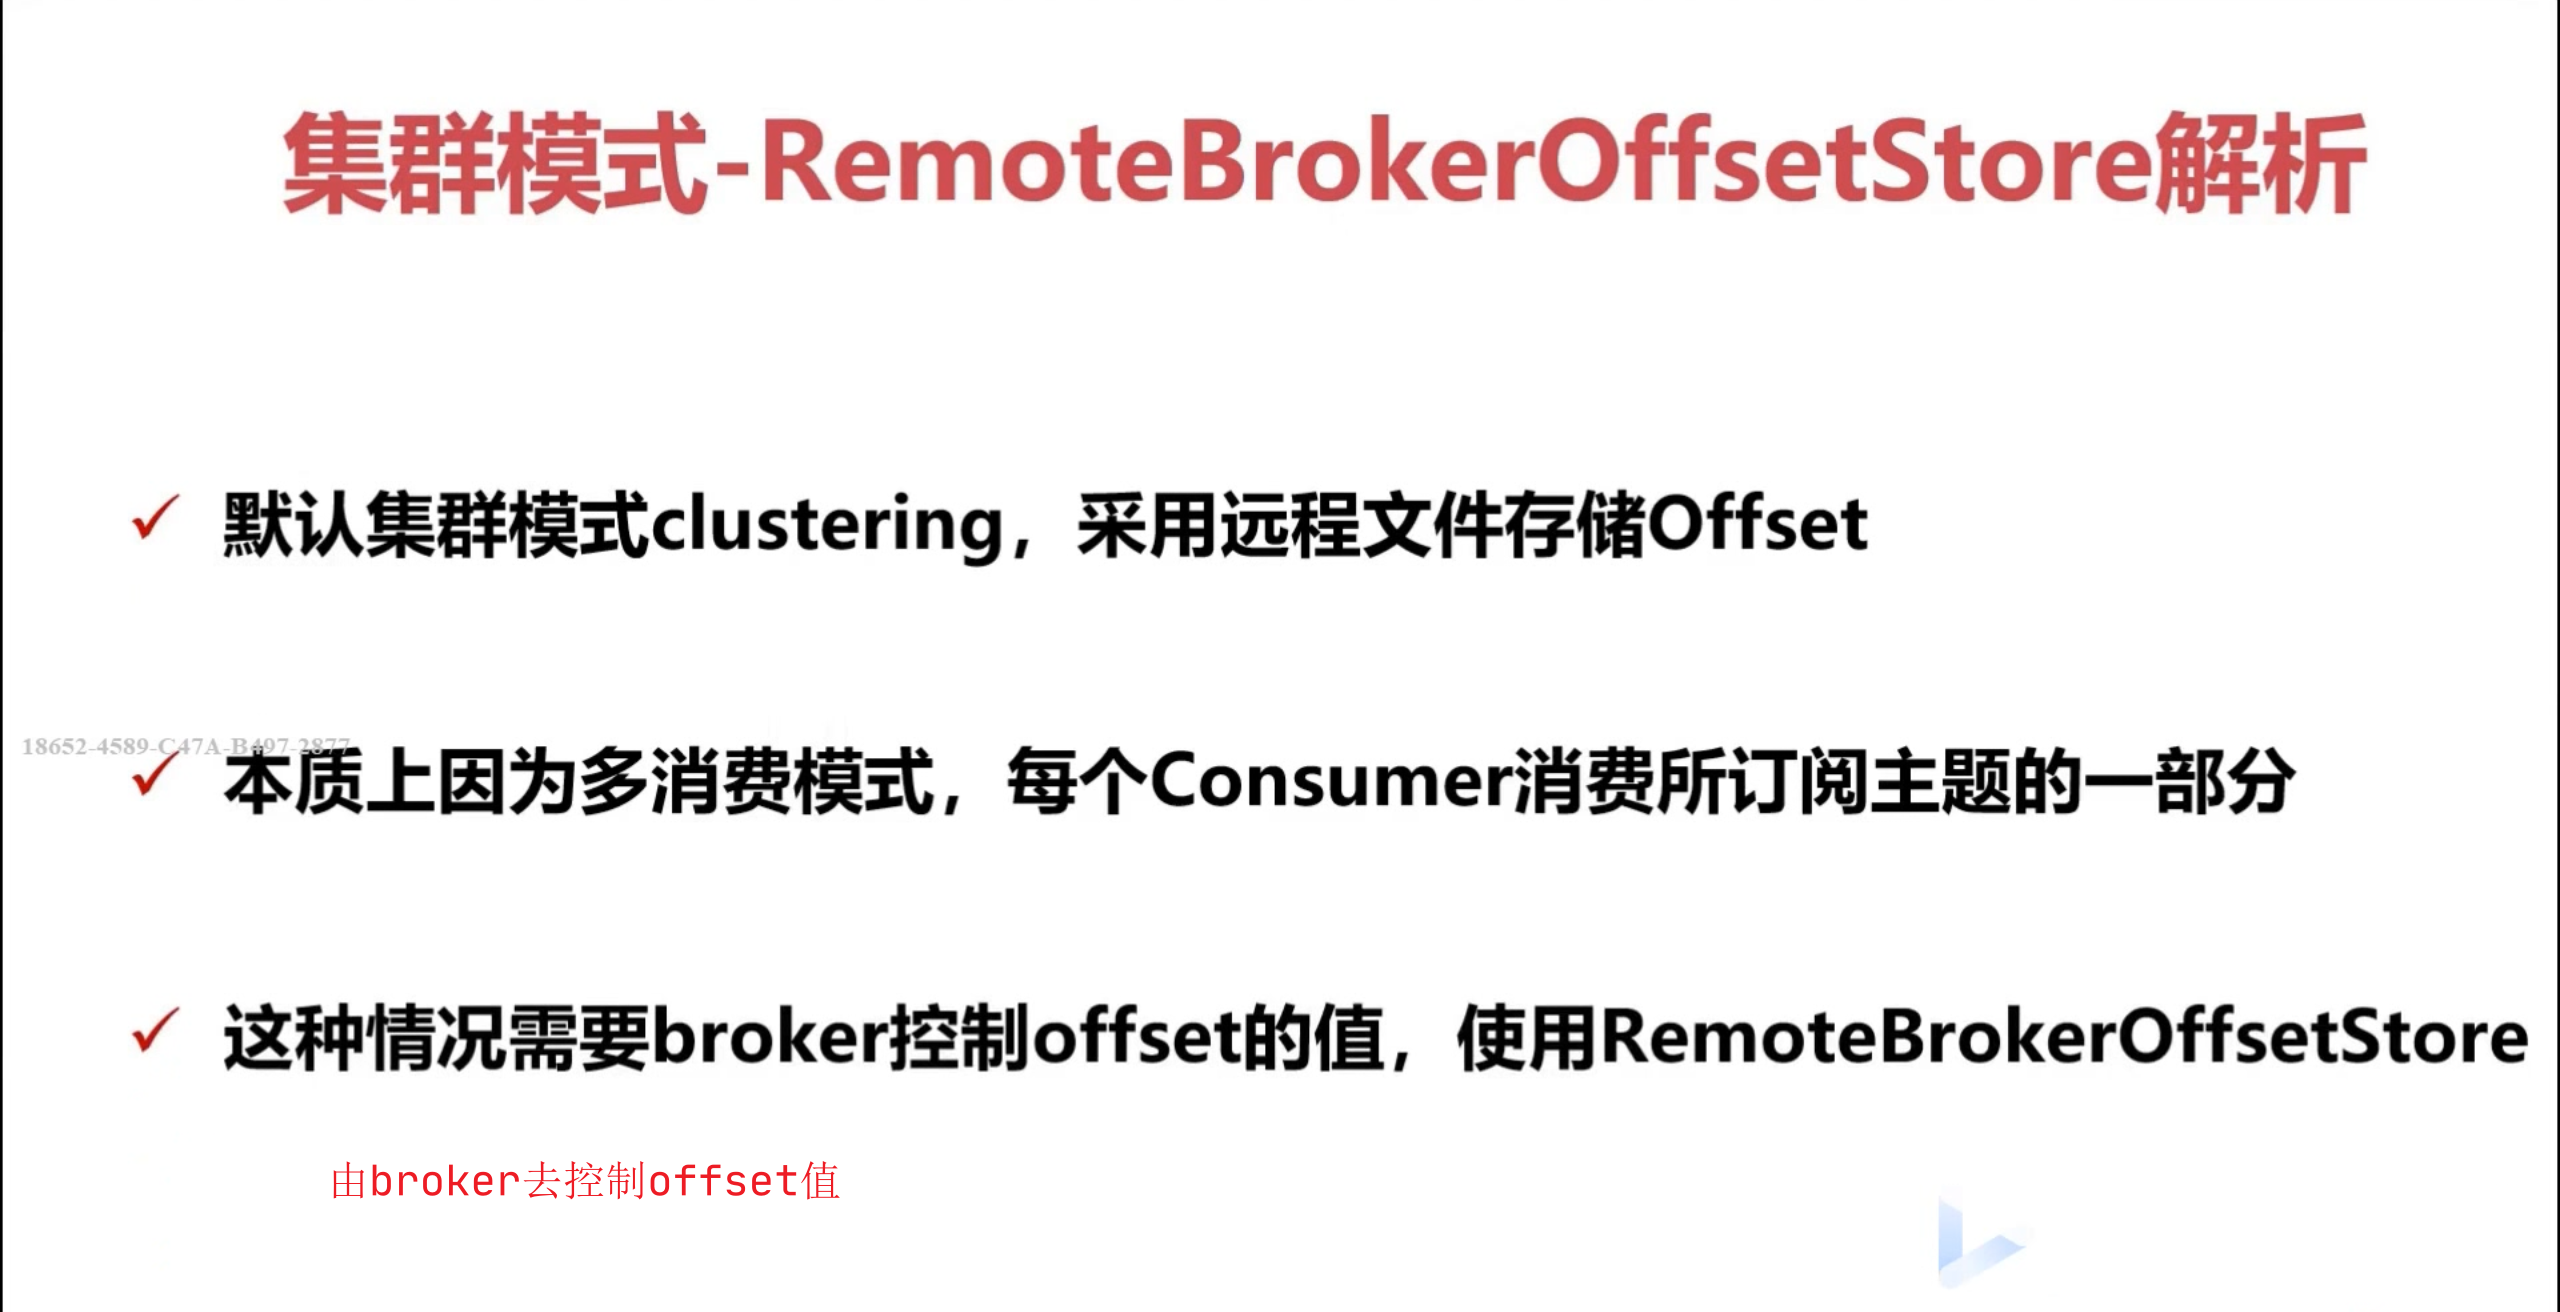 集群模式-RemoteBrokerOffsetStore解析
默认集群模式clustering，采用远程文件存储Offset
18652-4589-C47A-B497-2877
本质上因为多消费模式，每个Consumer消费所订阅主题的一部分
这种情况需要broker控制offset的值，使用RemoteBrokerOffsetStore
由broker去控制offset值